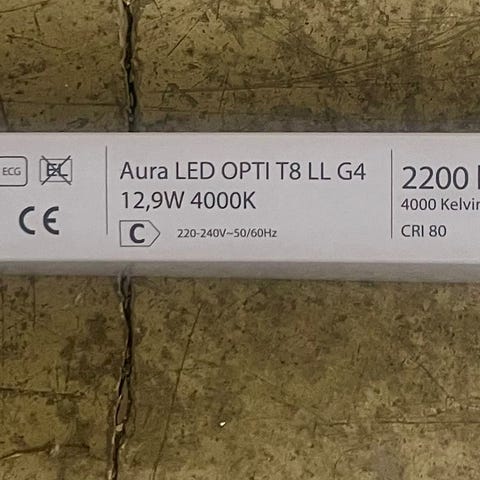 ECG
EL
CE
Aura LED OPTI T8 LL G4
12,9W 4000K
C
220-240V~50/60Hz
2200
4000 Kelvin
CRI 80